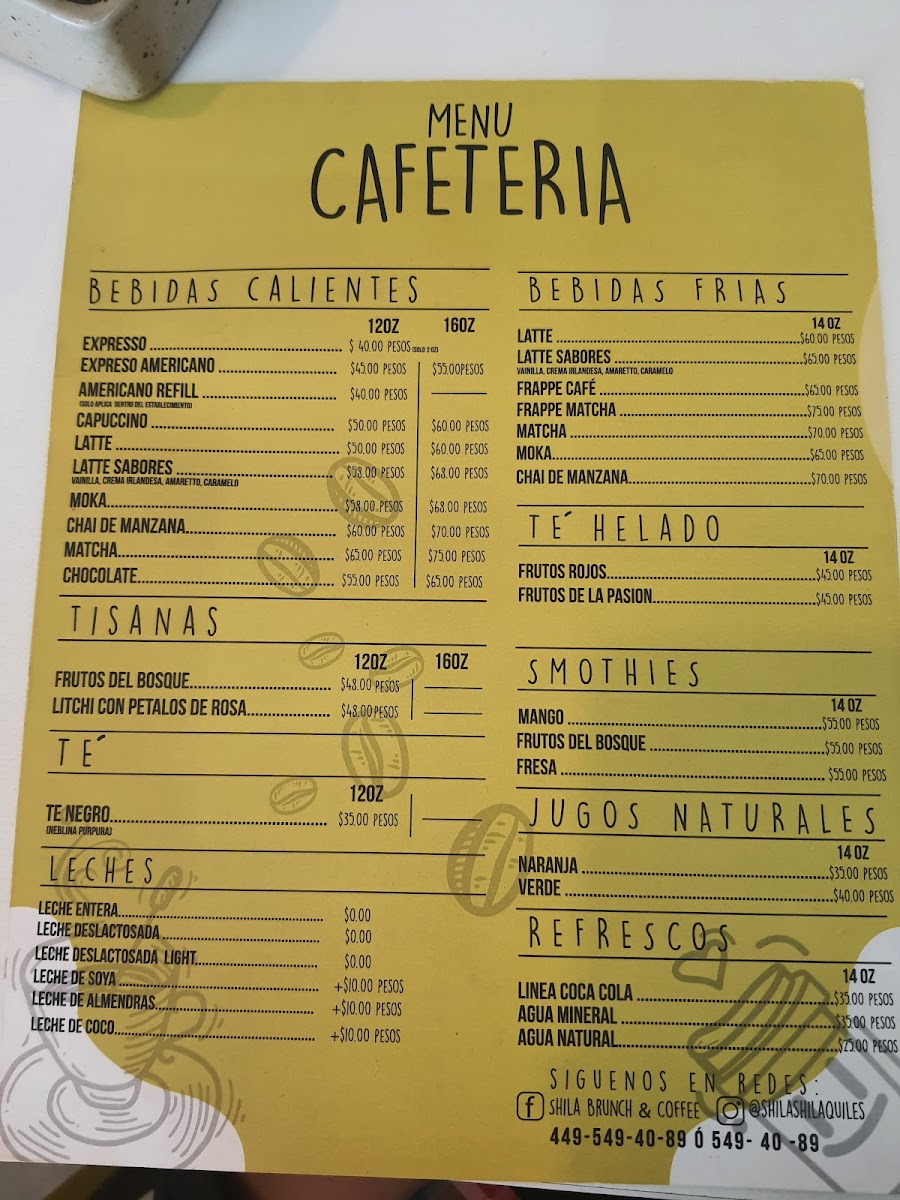 MENU
CAFETERIA
BEBIDAS CALIENTES
12OZ 16OZ
EXPRESSO ........ $ 40.00 PESOS (SOLO 2 OZ)
EXPRESO AMERICANO ........ $45.00 PESOS $55.00PESOS
AMERICANO REFILL ........ $40.00 PESOS
(SOLO APLICA DENTRO DEL ESTABLECIMIENTO)
CAPUCCINO ........ $50.00 PESOS $60.00 PESOS
LATTE ........ $50.00 PESOS $60.00 PESOS
LATTE SABORES ........ $58.00 PESOS $68.00 PESOS
VAINILLA, CREMA IRLANDESA, AMARETTO, CARAMELO
MOKA........ $58.00 PESOS $68.00 PESOS
CHAI DE MANZANA........ $60.00 PESOS $70.00 PESOS
MATCHA........ $65.00 PESOS $75.00 PESOS
CHOCOLATE........ $55.00 PESOS $65.00 PESOS
TISANAS
12OZ 16OZ
FRUTOS DEL BOSQUE........ $48.00 PESOS
LITCHI CON PETALOS DE ROSA........ $48.00 PESOS
TE´
12OZ
TE NEGRO........ $35.00 PESOS
(NEBLINA PURPURA)
LECHES
LECHE ENTERA........ $0.00
LECHE DESLACTOSADA ........ $0.00
LECHE DESLACTOSADA LIGHT........ $0.00
LECHE DE SOYA ........ +$10.00 PESOS
LECHE DE ALMENDRAS........ +$10.00 PESOS
LECHE DE COCO........ +$10.00 PESOS
BEBIDAS FRIAS
14 OZ
LATTE ........$60.00 PESOS
LATTE SABORES ........$65.00 PESOS
VAINILLA, CREMA IRLANDESA, AMARETTO, CARAMELO
FRAPPE CAFÉ ........$65.00 PESOS
FRAPPE MATCHA ........$75.00 PESOS
MATCHA ........$70.00 PESOS
MOKA........$65.00 PESOS
CHAI DE MANZANA........$70.00 PESOS
TE´ HELADO
14 OZ
FRUTOS ROJOS........$45.00 PESOS
FRUTOS DE LA PASION........$45.00 PESOS
SMOTHIES
14 OZ
MANGO ........$55.00 PESOS
FRUTOS DEL BOSQUE ........$55.00 PESOS
FRESA ........ $55.00 PESOS
JUGOS NATURALES
14 OZ
NARANJA ........$35.00 PESOS
VERDE ........$40.00 PESOS
REFRESCOS
14 OZ
LINEA COCA COLA ........$35.00 PESOS
AGUA MINERAL ........$35.00 PESOS
AGUA NATURAL........$25.00 PESOS
SIGUENOS EN REDES:
SHILA BRUNCH & COFFEE @SHILASHILAQUILES
449-549-40-89 Ó 549- 40 -89